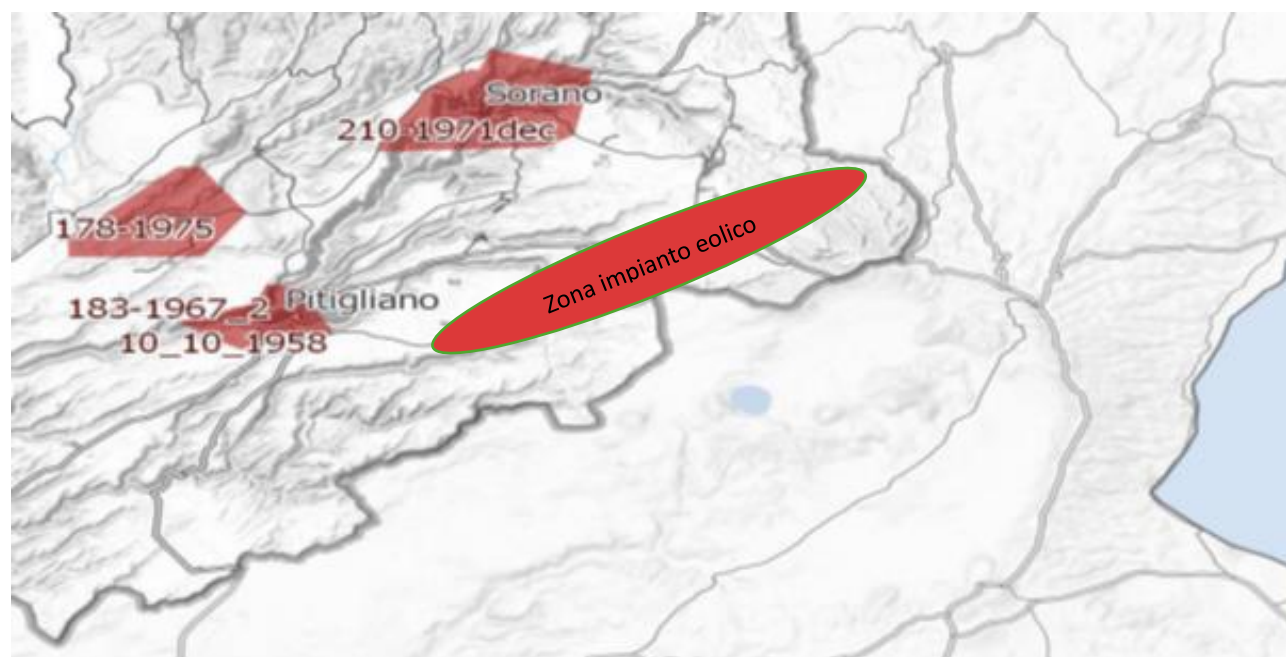 Sorano
210-1971dec
178-1975
Zona impianto eolico
Pitigliano
183-1967_2
10_10_1958